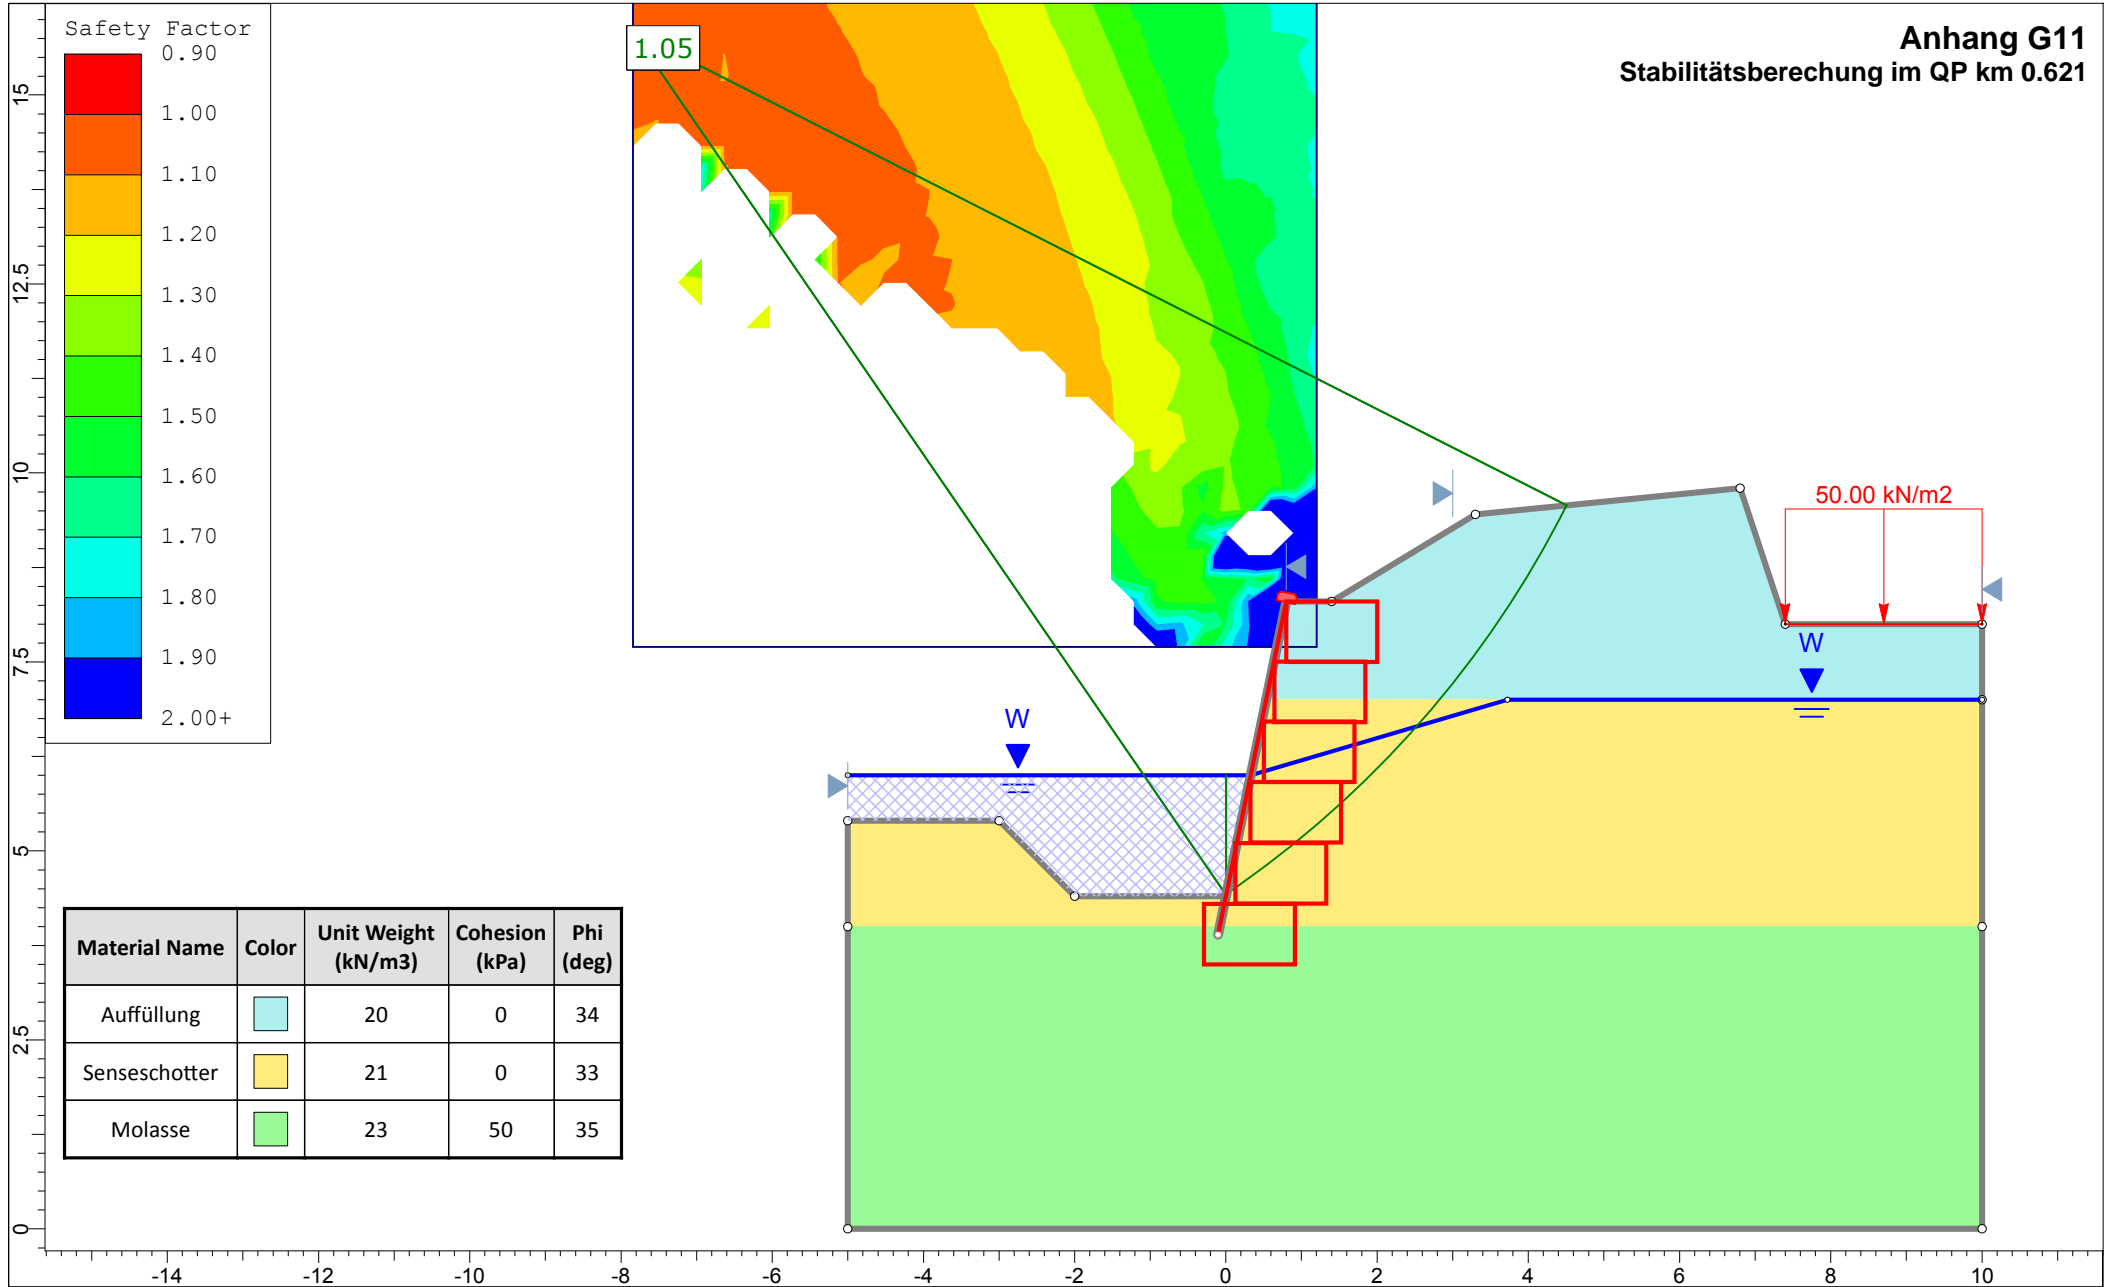 Safety Factor
0.90
1.00
1.10
1.20
1.30
1.40
1.50
1.60
1.70
1.80
1.90
2.00+
1.05
Anhang G11
Stabilitätsberechung im QP km 0.621
50.00 kN/m2
W
W
Material Name Color Unit Weight (kN/m3) Cohesion (kPa) Phi (deg)
Auffüllung 20 0 34
Senseschotter 21 0 33
Molasse 23 50 35
15
12.5
10
7.5
5
2.5
0
-14 -12 -10 -8 -6 -4 -2 0 2 4 6 8 10